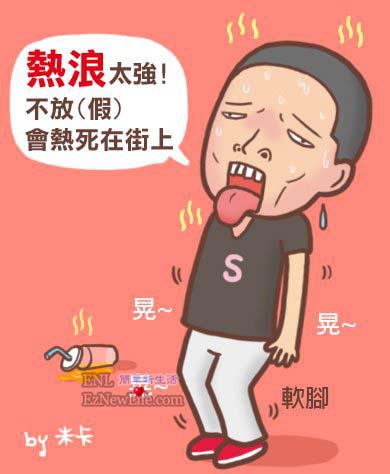 熱浪太強!
不放(假)
會熱死在街上
S
晃~
晃~
軟腳
ENL 簡單新生活
EzNewLife.com
by 米卡